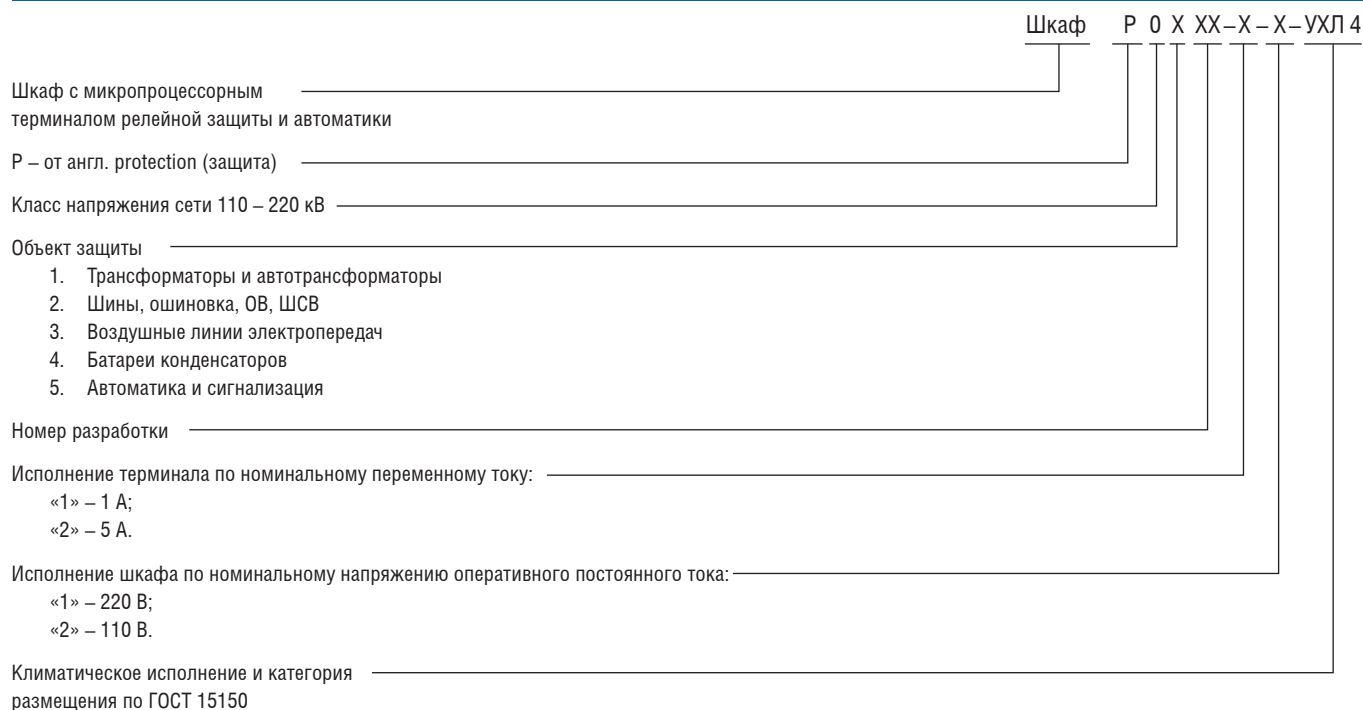 Шкаф Р 0 Х ХХ–Х–Х–УХЛ 4
Шкаф с микропроцессорным
терминалом релейной защиты и автоматики
Р – от англ. protection (защита)
Класс напряжения сети 110 – 220 кВ
Объект защиты
1. Трансформаторы и автотрансформаторы
2. Шины, ошиновка, ОВ, ШСВ
3. Воздушные линии электропередач
4. Батареи конденсаторов
5. Автоматика и сигнализация
Номер разработки
Исполнение терминала по номинальному переменному току:
«1» – 1 А;
«2» – 5 А.
Исполнение шкафа по номинальному напряжению оперативного постоянного тока:
«1» – 220 В;
«2» – 110 В.
Климатическое исполнение и категория
размещения по ГОСТ 15150